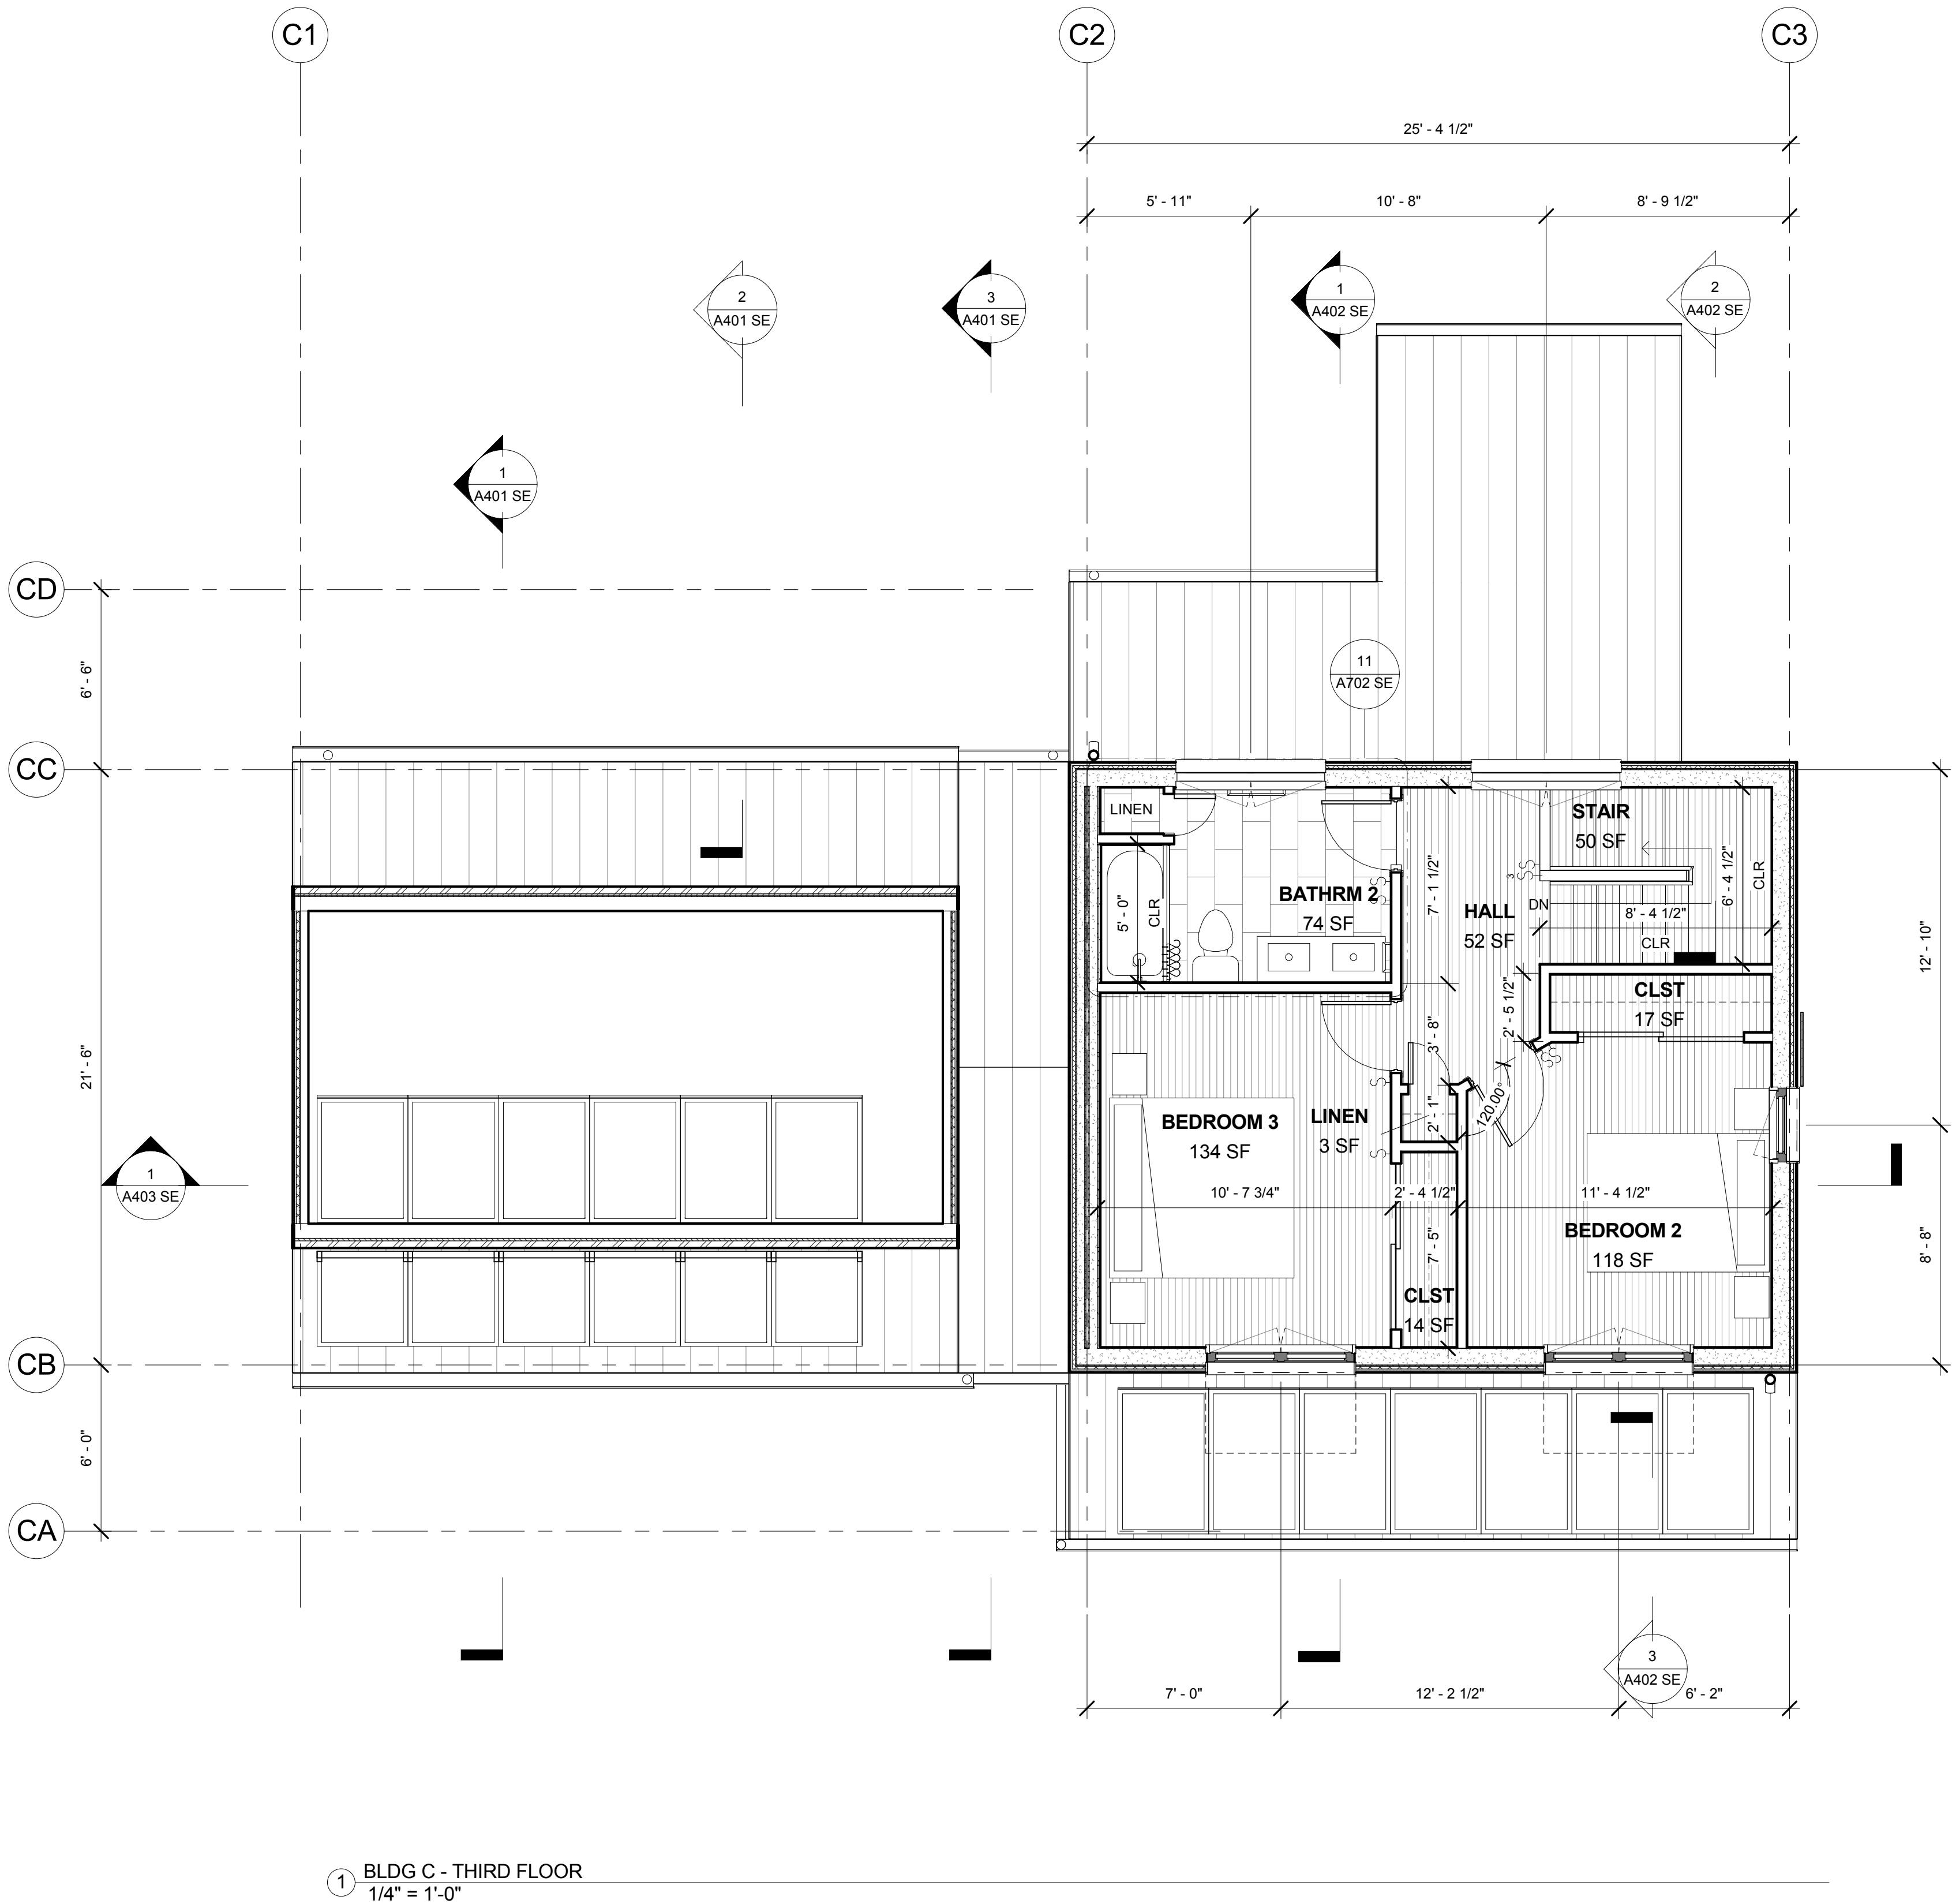 C1
C2
C3
25' - 4 1/2"
5' - 11"
10' - 8"
8' - 9 1/2"
2
A401 SE
3
A401 SE
1
A402 SE
2
A402 SE
1
A401 SE
CD
6' - 6"
11
A702 SE
CC
LINEN
STAIR
50 SF
6' - 4 1/2"
CLR
7' - 1 1/2"
3
BATHRM 2
74 SF
5' - 0"
CLR
HALL
52 SF
DN
8' - 4 1/2"
CLR
12' - 10"
CLST
17 SF
2' - 5 1/2"
3' - 8"
21' - 6"
120.00°
2' - 1"
BEDROOM 3
134 SF
LINEN
3 SF
1
A403 SE
10' - 7 3/4"
2' - 4 1/2"
11' - 4 1/2"
7' - 5"
BEDROOM 2
118 SF
8' - 8"
CLST
14 SF
CB
6' - 0"
CA
3
A402 SE
7' - 0"
12' - 2 1/2"
6' - 2"
1
BLDG C - THIRD FLOOR
1/4" = 1'-0"